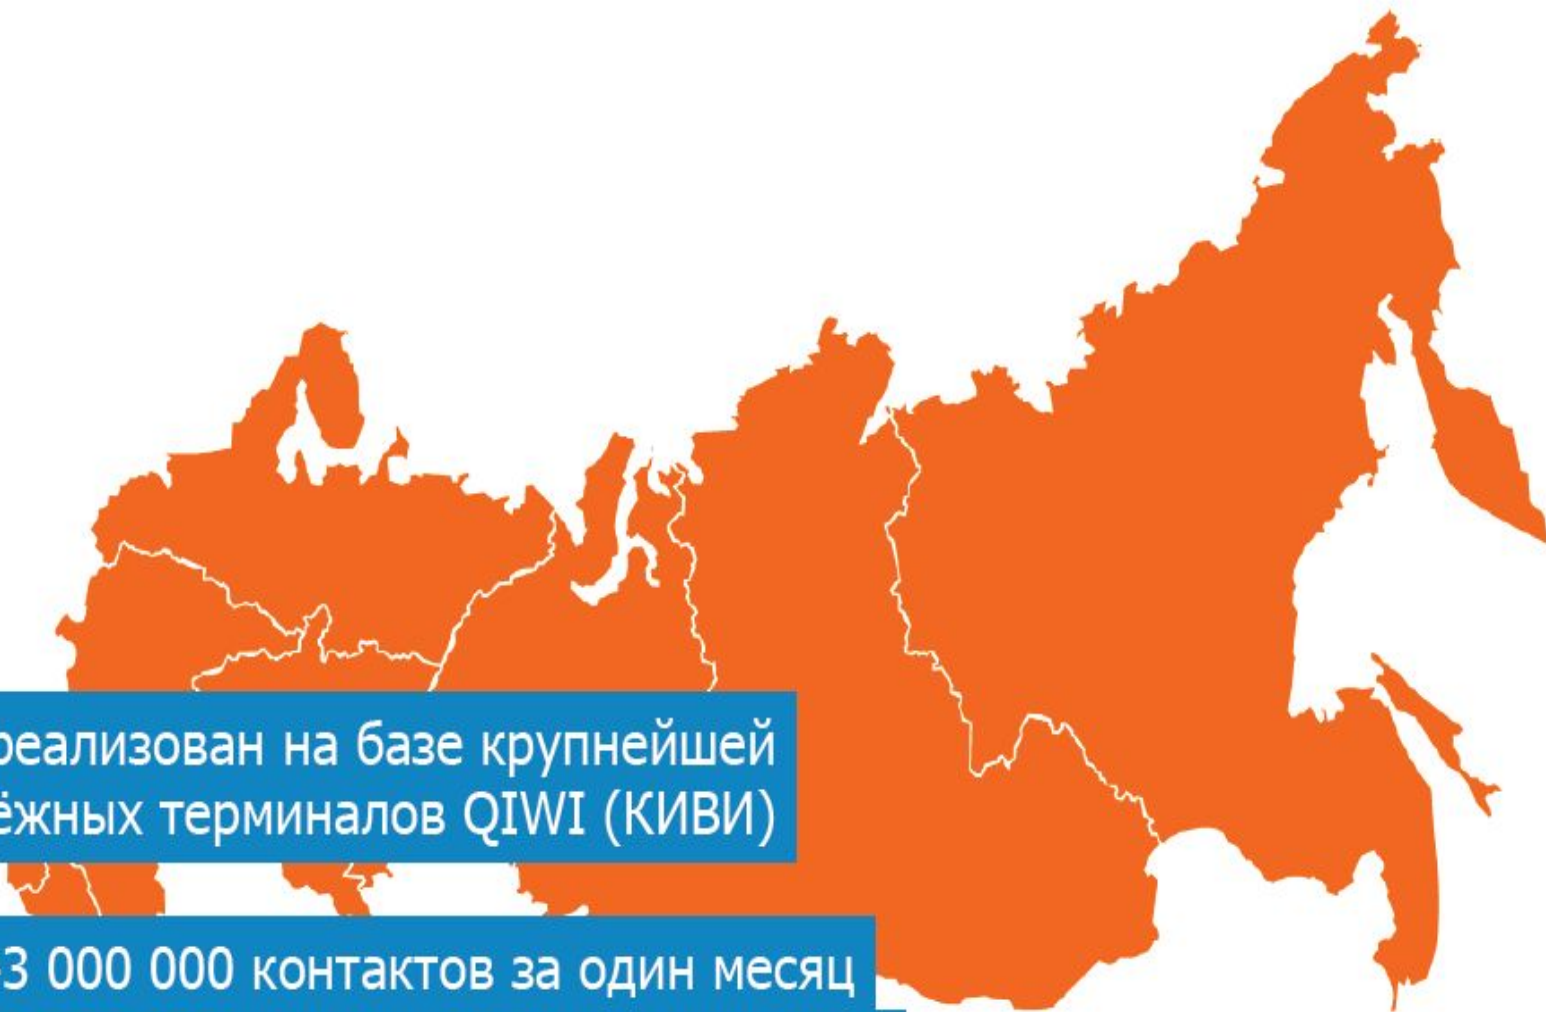 реализован на базе крупнейшей
ёжных терминалов QIWI (КИВИ)
3 000 000 контактов за один месяц